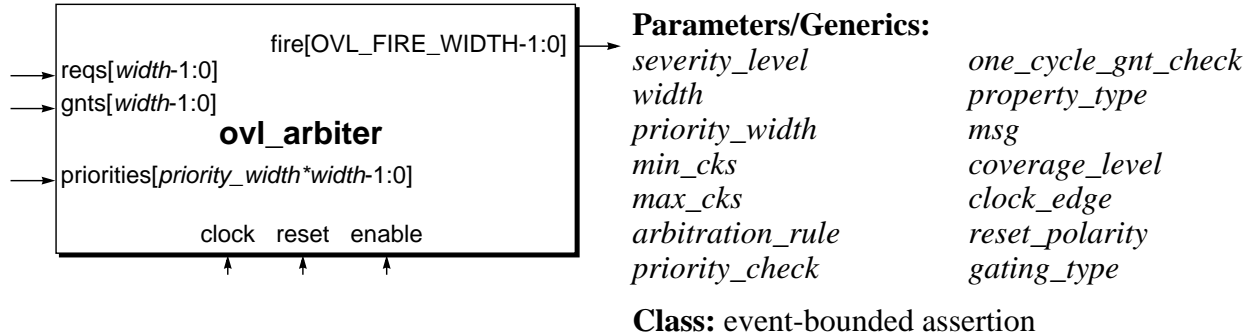 fire[OVL_FIRE_WIDTH-1:0]
reqs[width-1:0]
gnts[width-1:0]
ovl_arbiter
priorities[priority_width*width-1:0]
clock reset enable
Parameters/Generics:
severity_level one_cycle_gnt_check
width property_type
priority_width msg
min_cks coverage_level
max_cks clock_edge
arbitration_rule reset_polarity
priority_check gating_type
Class: event-bounded assertion